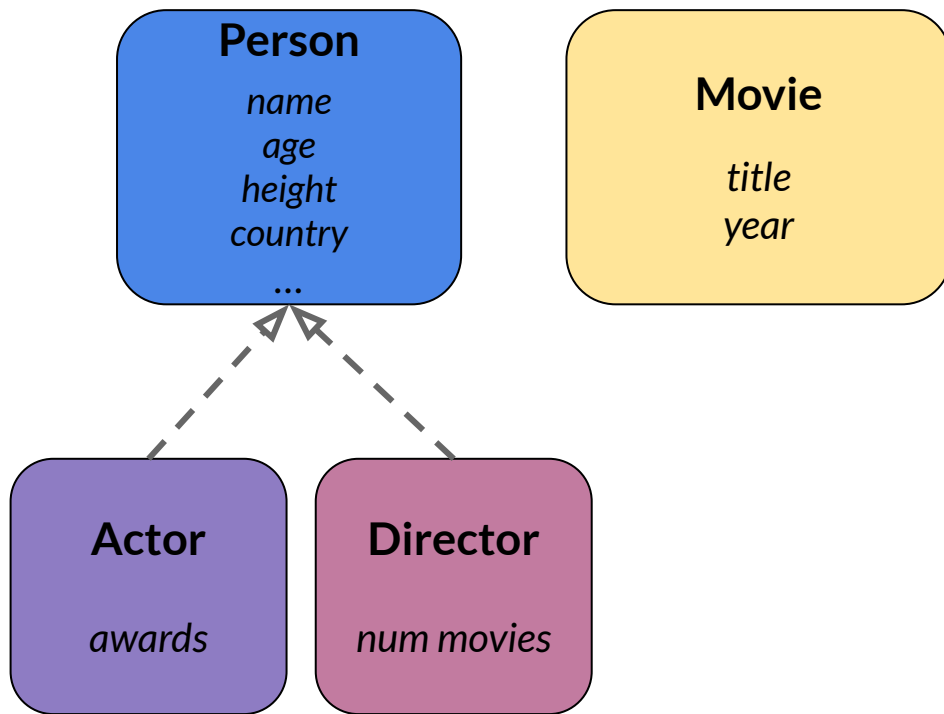 Person
name
age
height
country
...
Movie
title
year
Actor
awards
Director
num movies